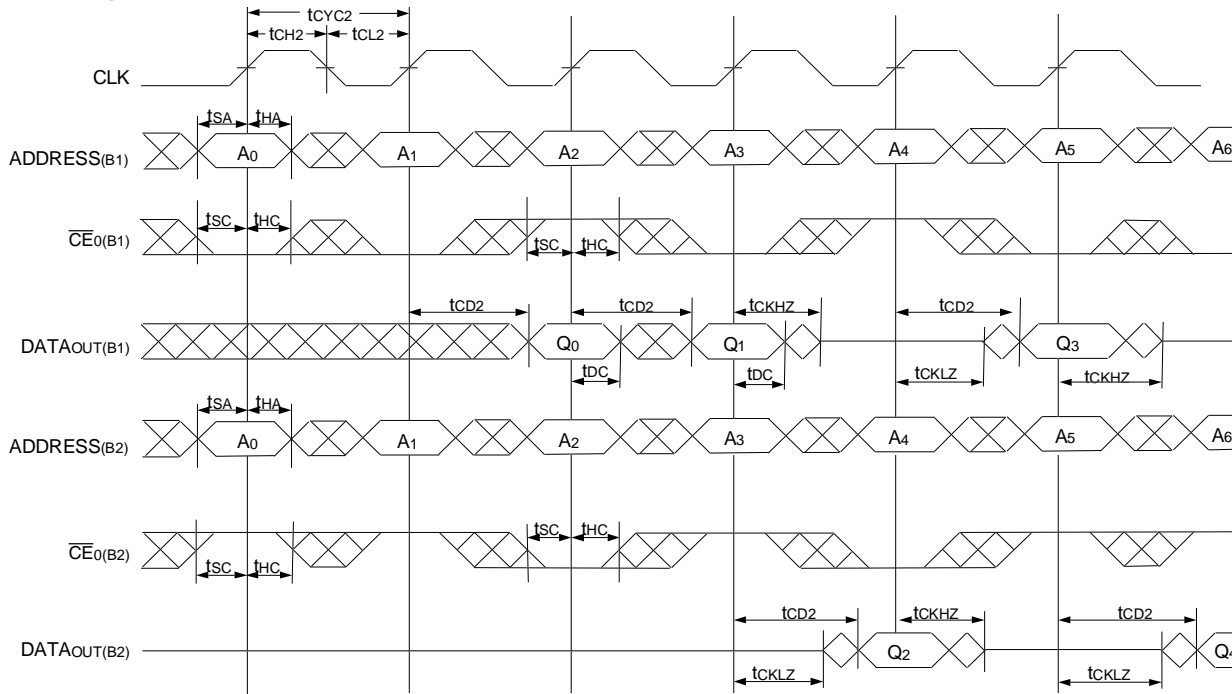 tCYC2
tCH2 tCL2
CLK
tSA tHA
ADDRESS(B1) A0 A1 A2 A3 A4 A5 A6
tSC tHC
CE0(B1)
tSC tHC
tCD2 tCD2 tCKHZ tCD2
DATAOUT(B1) Q0 Q1 Q3
tDC tDC tCKLZ tCKHZ
tSA tHA
ADDRESS(B2) A0 A1 A2 A3 A4 A5 A6
tSC tHC
CE0(B2)
tSC tHC
tCD2 tCKHZ tCD2
DATAOUT(B2) Q2 Q4
tCKLZ tCKLZ